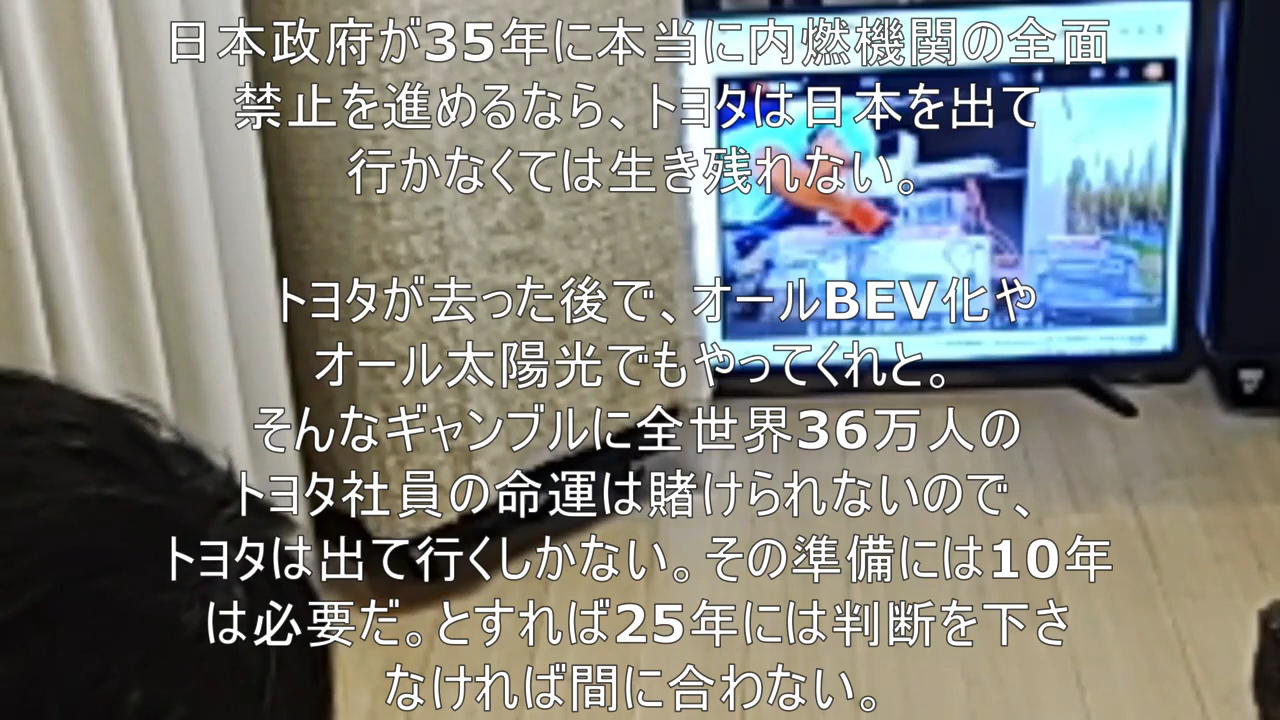 日本政府が35年に本当に内燃機関の全面
禁止を進めるなら、トヨタは日本を出て
行かなくては生き残れない。
トヨタが去った後で、オールBEV化や
オール太陽光でもやってくれと。
そんなギャンブルに全世界36万人の
トヨタ社員の命運は賭けられないので、
トヨタは出て行くしかない。その準備には10年
は必要だ。とすれば25年には判断を下さ
なければ間に合わない。